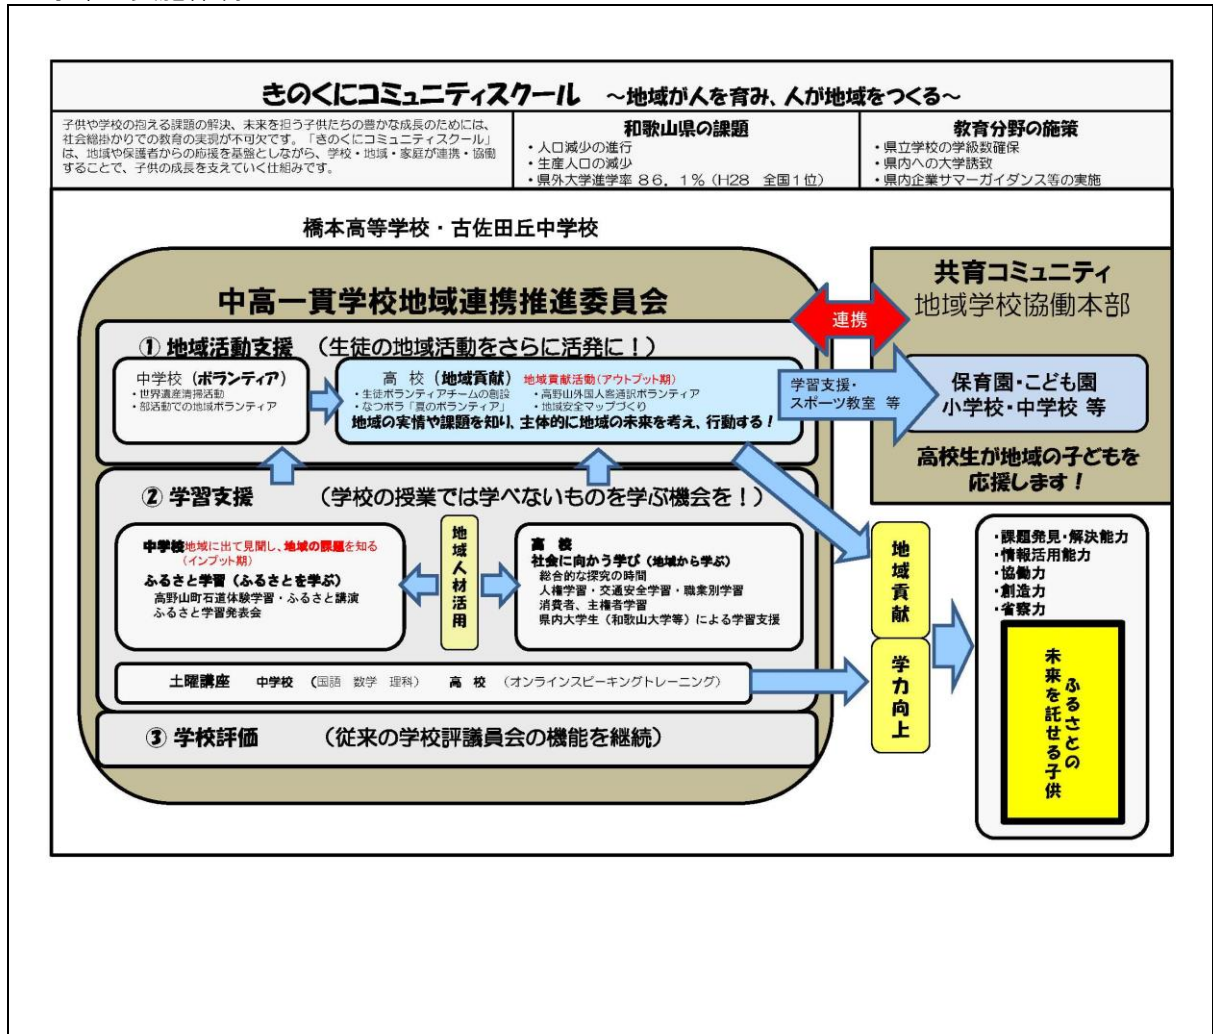 きのくにコミュニティスクール　～地域が人を育み、人が地域をつくる～
子供や学校の抱える課題の解決、未来を担う子供たちの豊かな成長のためには、
社会総掛かりでの教育の実現が不可欠です。「きのくにコミュニティスクール」
は、地域や保護者からの応援を基盤としながら、学校・地域・家庭が連携・協働
することで、子供の成長を支えていく仕組みです。
和歌山県の課題
・人口減少の進行
・生産人口の減少
・県外大学進学率８６．１％（H28　全国１位）
教育分野の施策
・県立学校の学級数確保
・県内への大学誘致
・県内企業サマーガイダンス等の実施
橋本高等学校・古佐田丘中学校
中高一貫学校地域連携推進委員会
① 地域活動支援　（生徒の地域活動をさらに活発に！）
中学校（ボランティア）
・世界遺産清掃活動
・部活動での地域ボランティア
高　校（地域貢献）　地域貢献活動（アウトプット期）
・生徒ボランティアチームの創設　・高野山外国人客通訳ボランティア
・なつボラ「夏のボランティア」　・地域安全マップづくり
地域の実情や課題を知り、主体的に地域の未来を考え、行動する！
連携
学習支援・
スポーツ教室　等
共育コミュニティ
地域学校協働本部
保育園・こども園
小学校・中学校　等
高校生が地域の子どもを
応援します！
② 学習支援　（学校の授業では学べないものを学ぶ機会を！）
中学校地域に出て見聞し、地域の課題を知る
（インプット期）
ふるさと学習（ふるさとを学ぶ）
高野山町石道体験学習・ふるさと講演
ふるさと学習発表会
地域人材活用
高　校
社会に向かう学び（地域から学ぶ）
総合的な探究の時間
人権学習・交通安全学習・職業別学習
消費者、主権者学習
県内大学生（和歌山大学等）による学習支援
土曜講座　中学校　（国語　数学　理科）　高　校　（オンラインスピーキングトレーニング）
③ 学校評価　（従来の学校評議員会の機能を継続）
地域貢献
学力向上
・課題発見・解決能力
・情報活用能力
・協働力
・創造力
・省察力
ふるさとの
未来を託せる子供